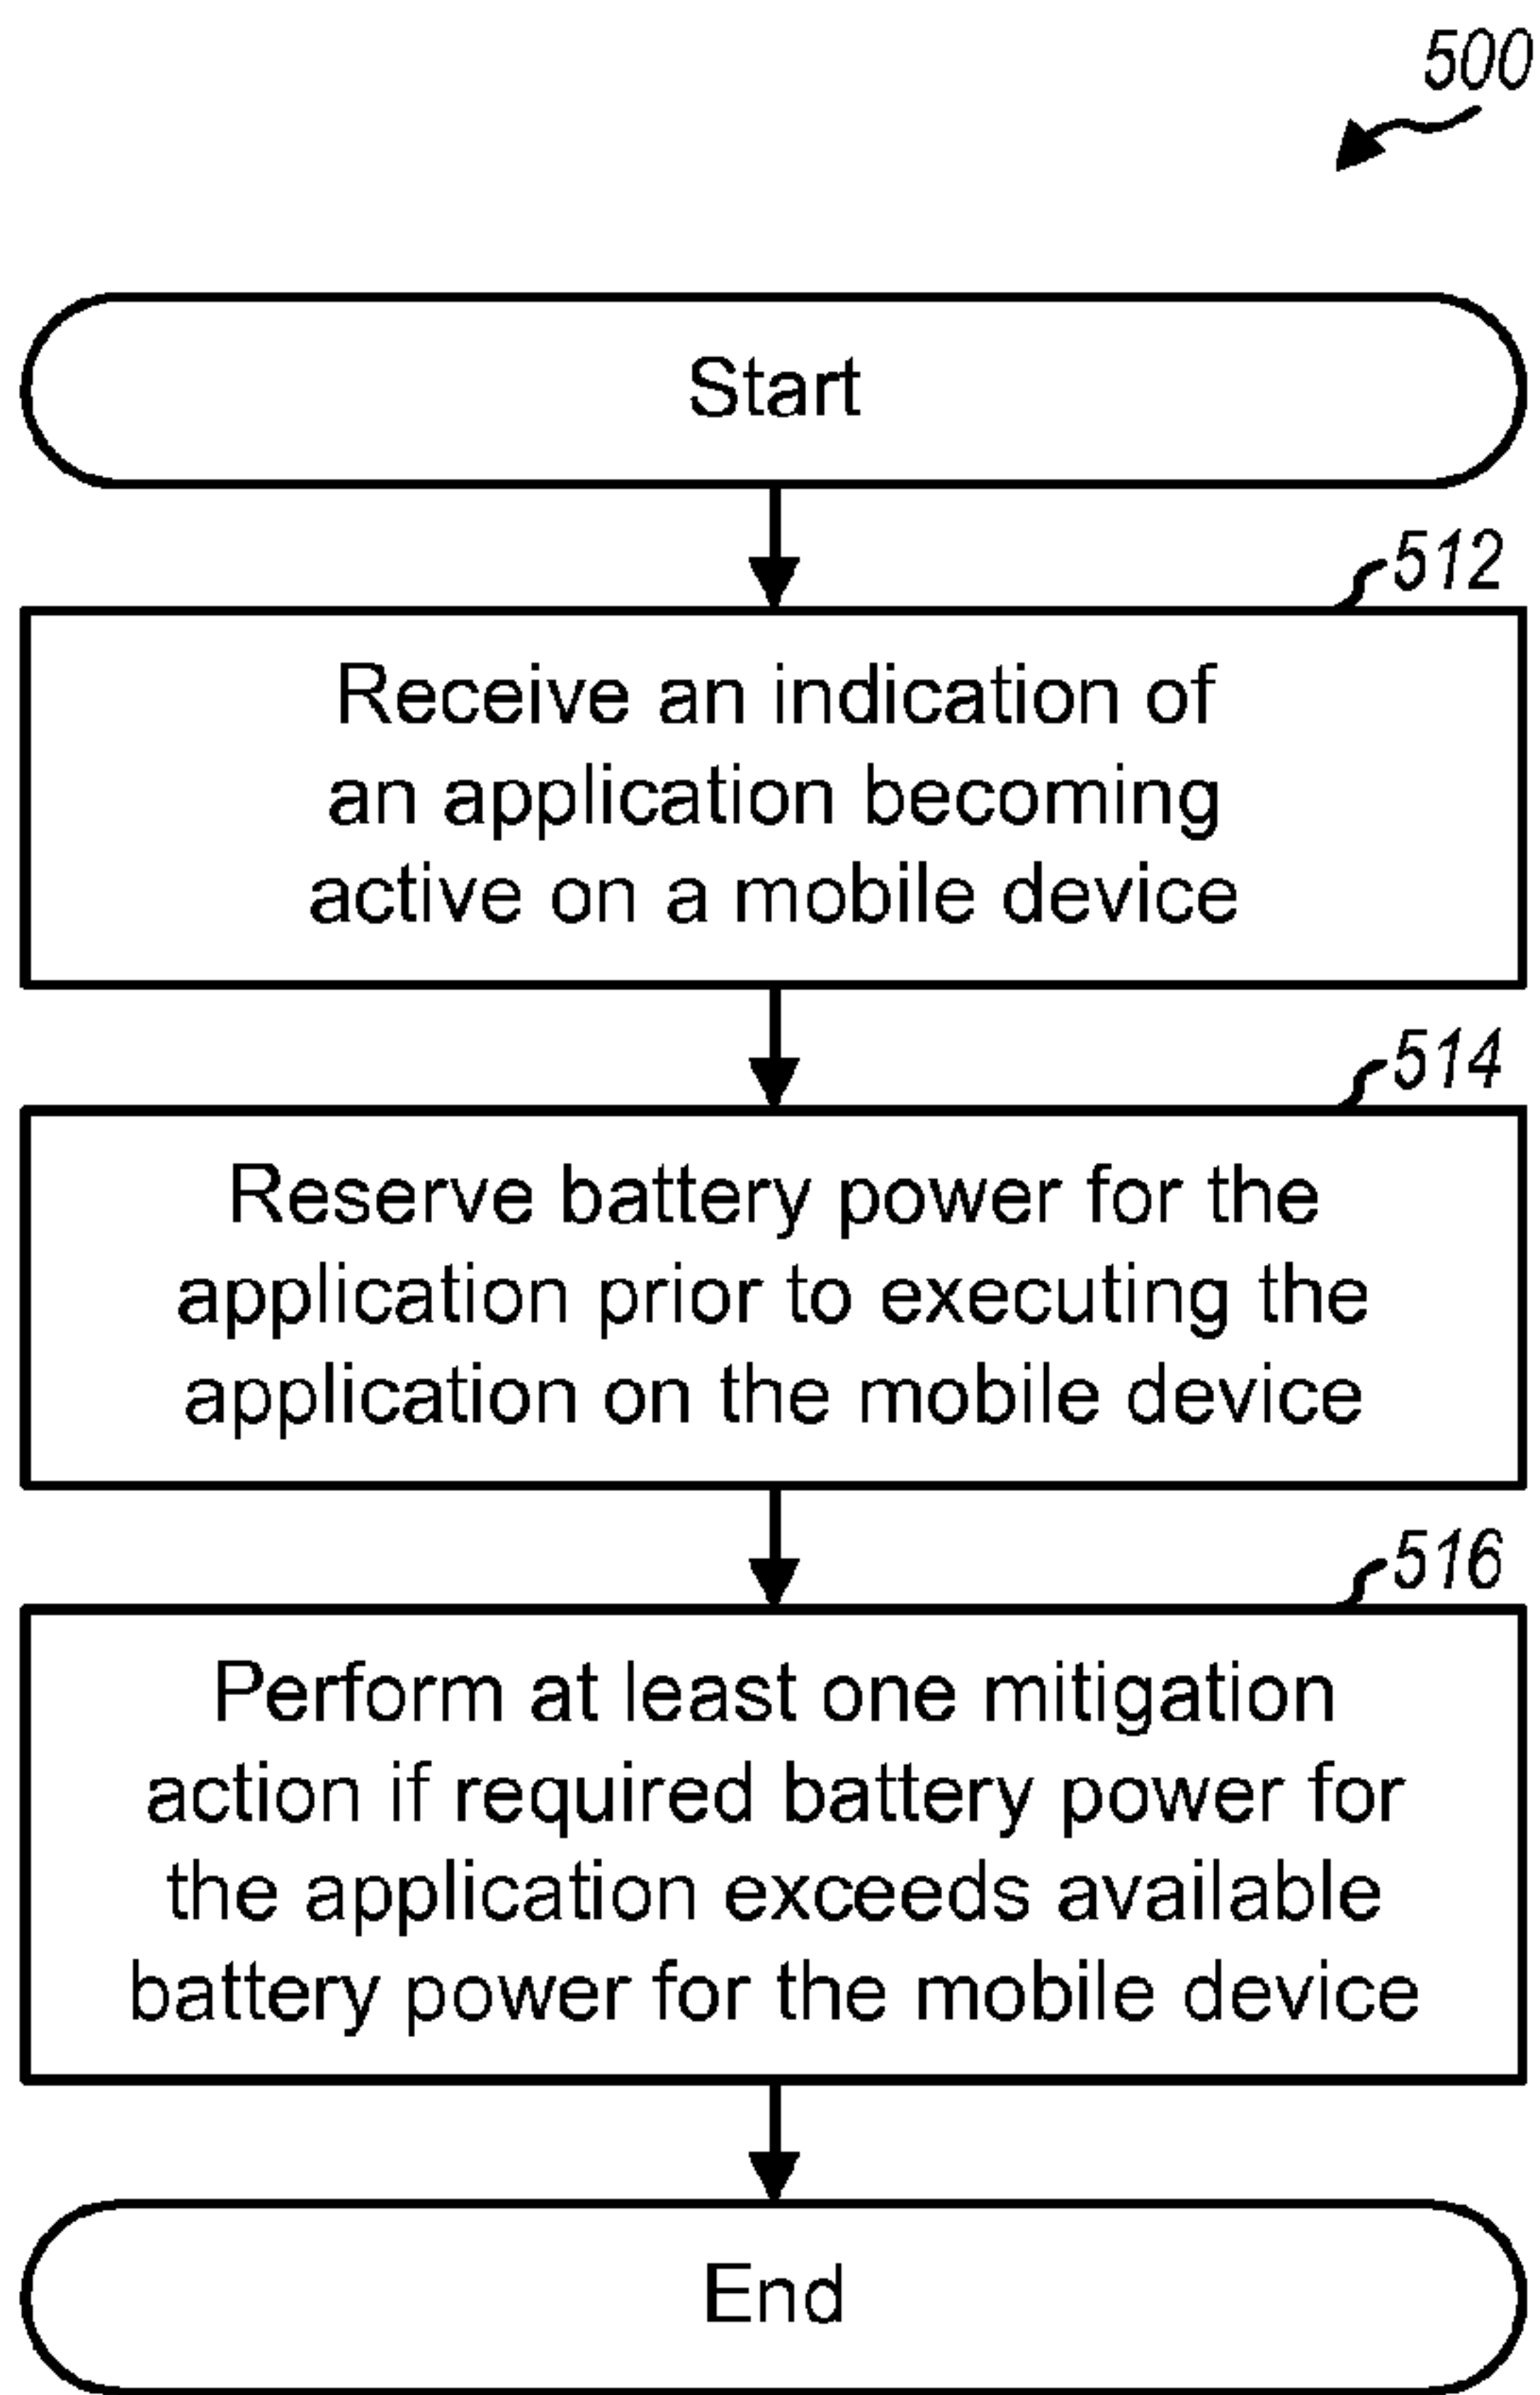 500
Start
512
Receive an indication of
an application becoming
active on a mobile device
514
Reserve battery power for the
application prior to executing the
application on the mobile device
516
Perform at least one mitigation
action if required battery power for
the application exceeds available
battery power for the mobile device
End